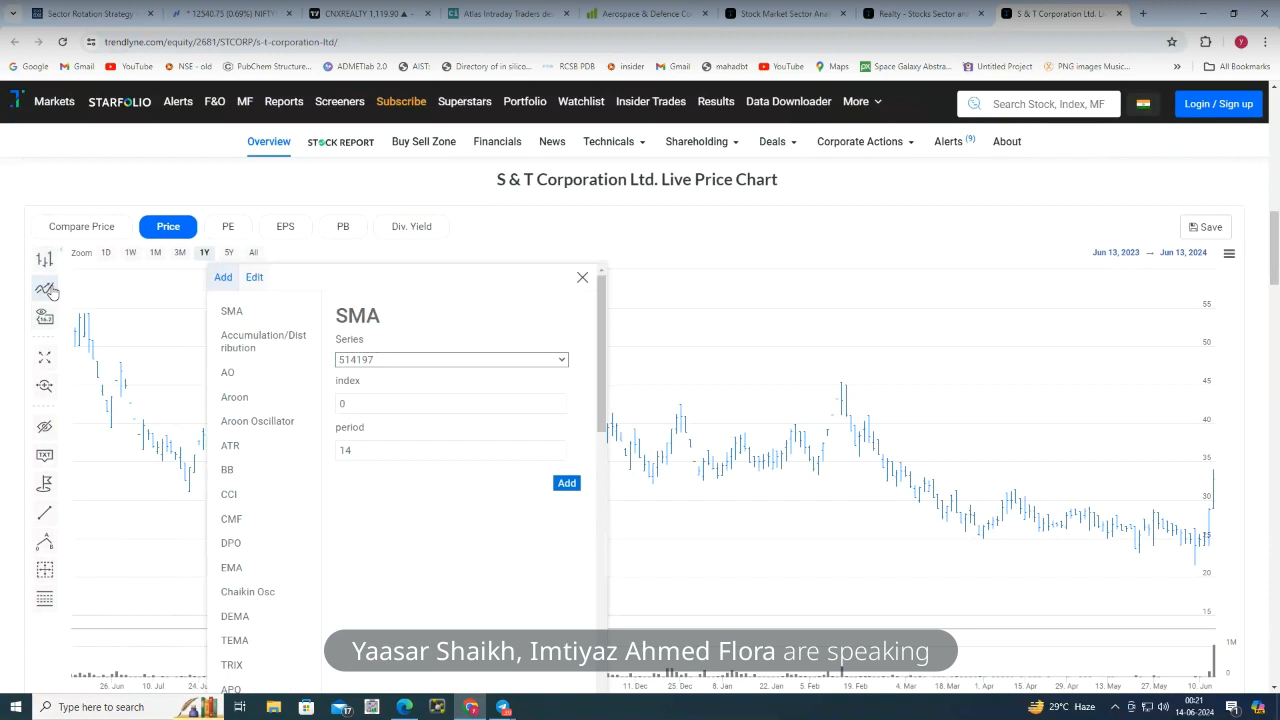 12540.75 (0.69%) W
CNXREALTY 1,119.90
Atlas Intraday Trades Det
Aerospace & Defence Co
Stock Market Sector Anal
Realty - Stocks Sector an
S & T Corporation Ltd. Li
trendlyne.com/equity/2681/STCORP/s-t-corporation-ltd/
Google Gmail YouTube NSE - old PubChem Structure... ADMETlab 2.0 AIST: Directory of in silico... RCSB PDB insider Gmail mahadbt YouTube Maps Space Galaxy Abstra... Untitled Project PNG images Music... All Bookmarks
Markets STARFOLIO Alerts F&O MF Reports Screeners Subscribe Superstars Portfolio Watchlist Insider Trades Results Data Downloader More Search Stock, Index, MF Login / Sign up
Overview STOCK REPORT Buy Sell Zone Financials News Technicals Shareholding Deals Corporate Actions Alerts (9) About
S & T Corporation Ltd. Live Price Chart
Compare Price Price PE EPS PB Div. Yield Save
Zoom 1D 1W 1M 3M 1Y 5Y All Jun 13, 2023 → Jun 13, 2024
Add Edit
SMA
Accumulation/Dist
ribution
AO
Aroon
Aroon Oscillator
ATR
BB
CCI
CMF
DPO
EMA
Chaikin Osc
DEMA
TEMA
TRIX
APO
SMA
Series
514197
index
0
period
14
Add
55
50
45
40
35
30
25
20
15
1M
0
Yaasar Shaikh, Imtiyaz Ahmed Flora are speaking
26. Jun 10. Jul 24. Ju 11. Dec 25. Dec 8. Jan 22. Jan 5. Feb 19. Feb 4. Mar 18. Mar 1. Apr 15. Apr 29. Apr 13. May 27. May 10. Jun
Type here to search
29°C Haze
00:21
14-06-2024